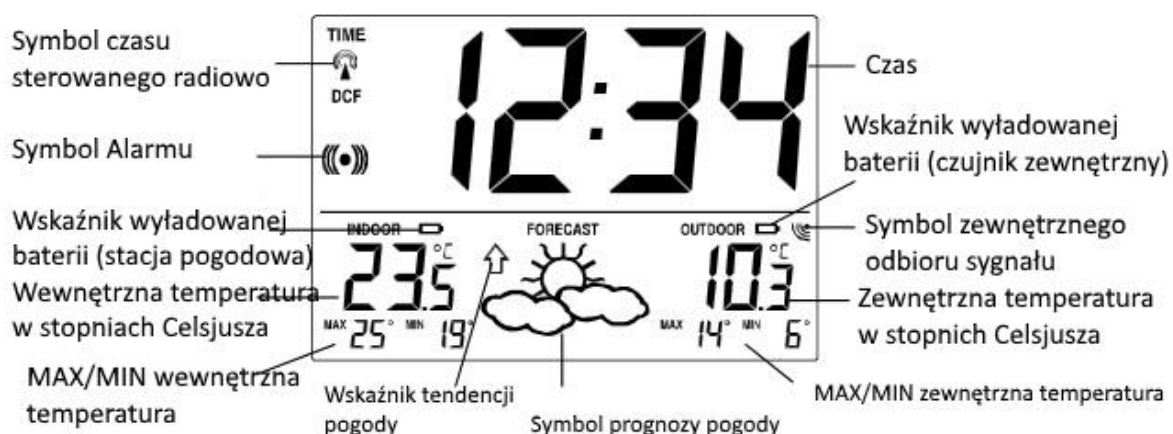 Symbol czasu
sterowanego radiowo
TIME
DCF
12:34
Czas
Symbol Alarmu
Wskaźnik wyładowanej
baterii (czujnik zewnętrzny)
Wskaźnik wyładowanej
baterii (stacja pogodowa)
INDOOR
FORECAST
OUTDOOR
Symbol zewnętrznego
odbioru sygnału
23.5 °C
10.3 °C
Wewnętrzna temperatura
w stopniach Celsjusza
Zewnętrzna temperatura
w stopnich Celsjusza
MAX 25° MIN 19°
MAX 14° MIN 6°
MAX/MIN wewnętrzna
temperatura
Wskaźnik tendencji
pogody
Symbol prognozy pogody
MAX/MIN zewnętrzna temperatura